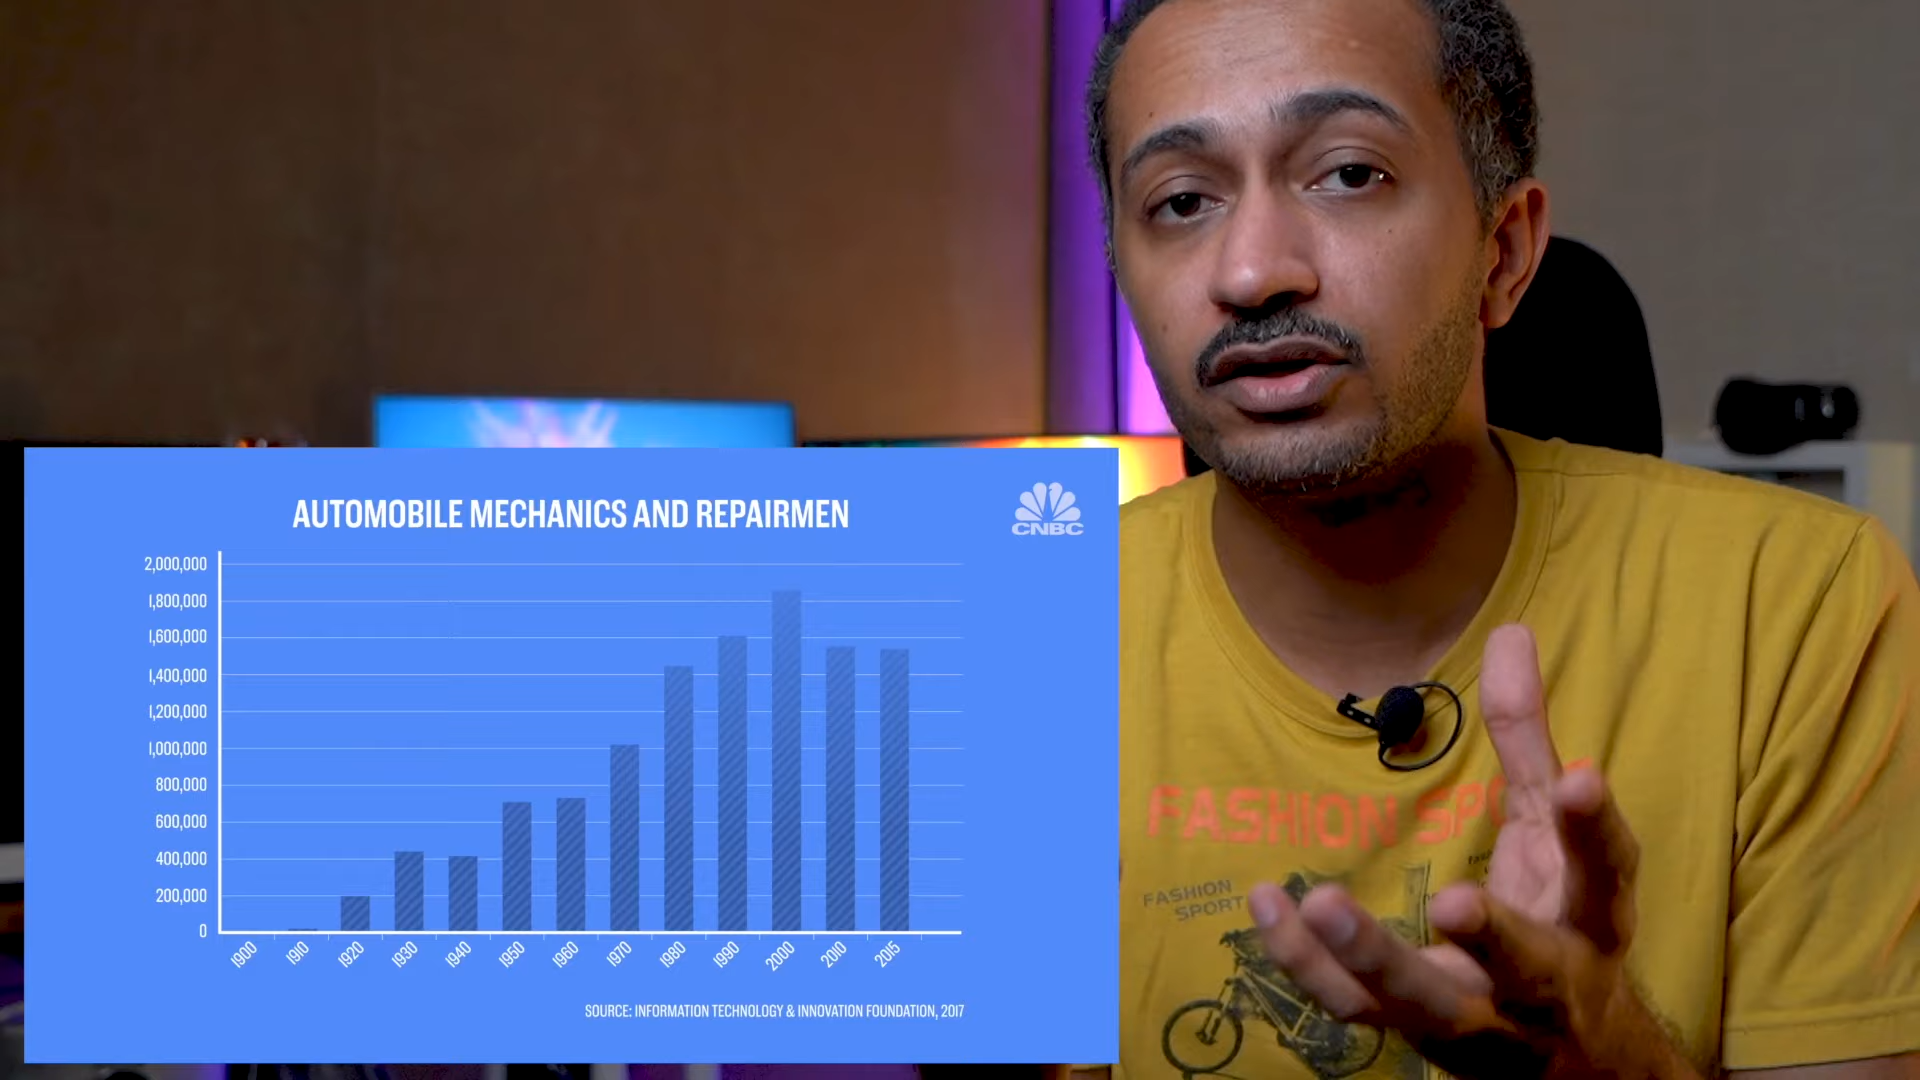 AUTOMOBILE MECHANICS AND REPAIRMEN
CNBC
2,000,000
1,800,000
1,600,000
1,400,000
1,200,000
1,000,000
800,000
600,000
400,000
200,000
0
1900 1910 1920 1930 1940 1950 1960 1970 1980 1990 2000 2010 2015
SOURCE: INFORMATION TECHNOLOGY & INNOVATION FOUNDATION, 2017
FASHION
FASHION
SPORT